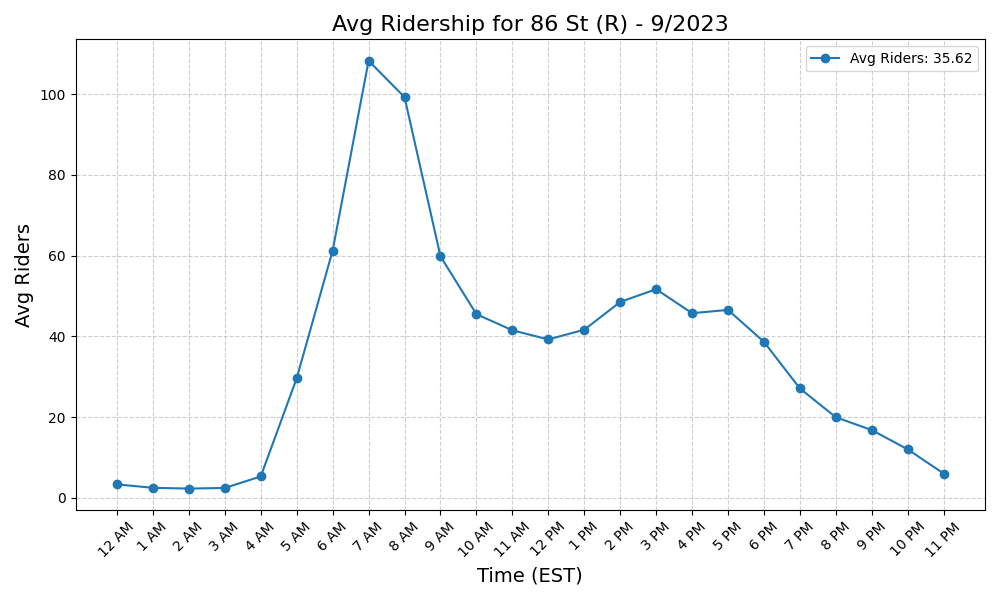 Avg Ridership for 86 St (R) - 9/2023
Avg Riders: 35.62
Avg Riders
100
80
60
40
20
0
12 AM 1 AM 2 AM 3 AM 4 AM 5 AM 6 AM 7 AM 8 AM 9 AM 10 AM 11 AM 12 PM 1 PM 2 PM 3 PM 4 PM 5 PM 6 PM 7 PM 8 PM 9 PM 10 PM 11 PM
Time (EST)